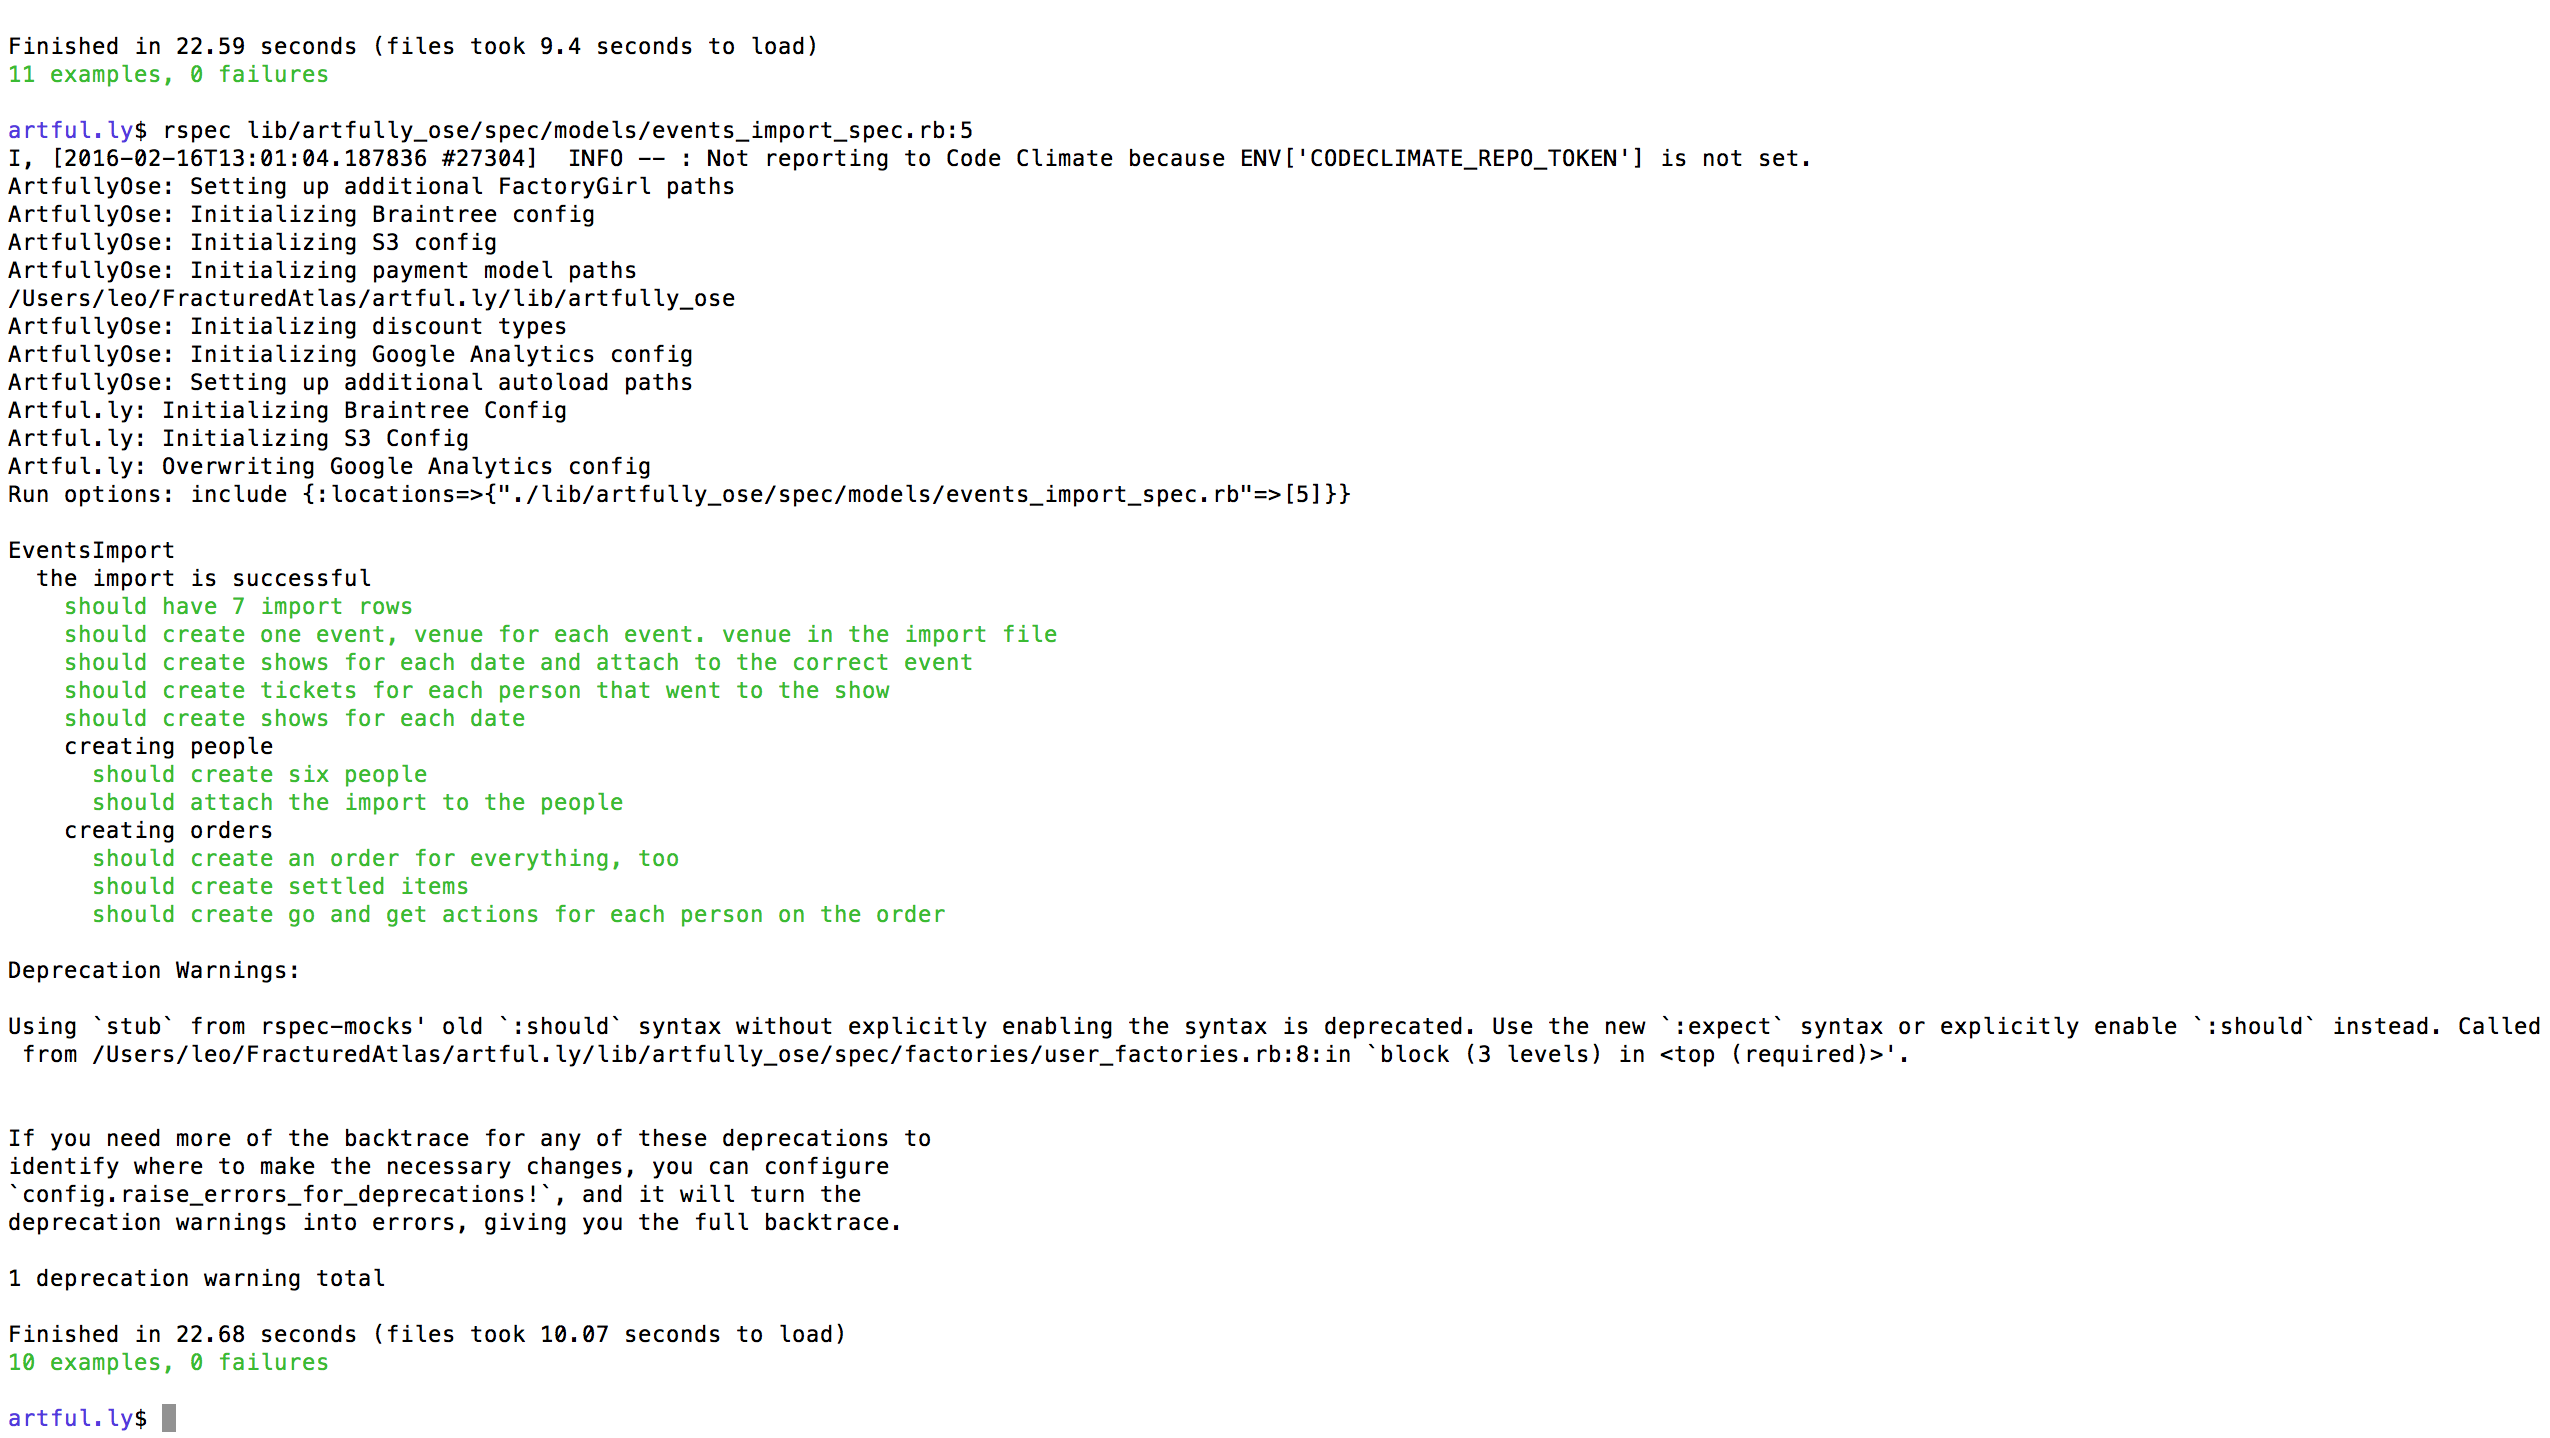 Finished in 22.59 seconds (files took 9.4 seconds to load)
11 examples, 0 failures
artful.ly$ rspec lib/artfully_ose/spec/models/events_import_spec.rb:5
I, [2016-02-16T13:01:04.187836 #27304]  INFO -- : Not reporting to Code Climate because ENV['CODECLIMATE_REPO_TOKEN'] is not set.
ArtfullyOse: Setting up additional FactoryGirl paths
ArtfullyOse: Initializing Braintree config
ArtfullyOse: Initializing S3 config
ArtfullyOse: Initializing payment model paths
/Users/leo/FracturedAtlas/artful.ly/lib/artfully_ose
ArtfullyOse: Initializing discount types
ArtfullyOse: Initializing Google Analytics config
ArtfullyOse: Setting up additional autoload paths
Artful.ly: Initializing Braintree Config
Artful.ly: Initializing S3 Config
Artful.ly: Overwriting Google Analytics config
Run options: include {:locations=>{"./lib/artfully_ose/spec/models/events_import_spec.rb"=>[5]}}
EventsImport
  the import is successful
    should have 7 import rows
    should create one event, venue for each event. venue in the import file
    should create shows for each date and attach to the correct event
    should create tickets for each person that went to the show
    should create shows for each date
    creating people
      should create six people
      should attach the import to the people
    creating orders
      should create an order for everything, too
      should create settled items
      should create go and get actions for each person on the order
Deprecation Warnings:
Using `stub` from rspec-mocks' old `:should` syntax without explicitly enabling the syntax is deprecated. Use the new `:expect` syntax or explicitly enable `:should` instead. Called
 from /Users/leo/FracturedAtlas/artful.ly/lib/artfully_ose/spec/factories/user_factories.rb:8:in `block (3 levels) in <top (required)>'.
If you need more of the backtrace for any of these deprecations to
identify where to make the necessary changes, you can configure
`config.raise_errors_for_deprecations!`, and it will turn the
deprecation warnings into errors, giving you the full backtrace.
1 deprecation warning total
Finished in 22.68 seconds (files took 10.07 seconds to load)
10 examples, 0 failures
artful.ly$